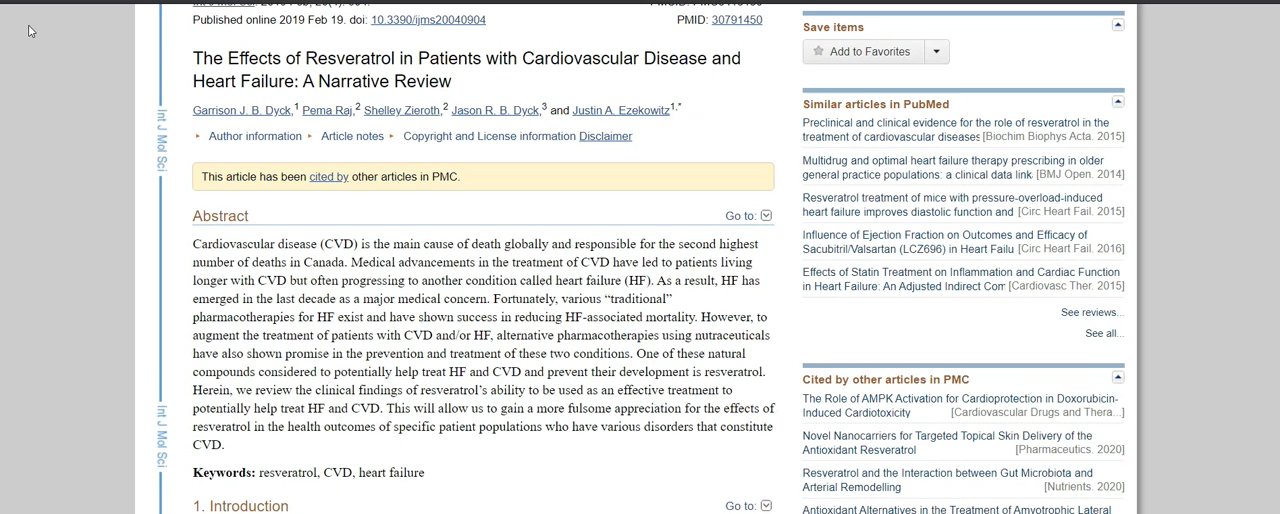 Published online 2019 Feb 19. doi: 10.3390/ijms20040904
PMID: 30791450
The Effects of Resveratrol in Patients with Cardiovascular Disease and
Heart Failure: A Narrative Review
Garrison J. B. Dyck,1 Pema Raj,2 Shelley Zieroth,2 Jason R. B. Dyck,3 and Justin A. Ezekowitz1,*
Author information
Article notes
Copyright and License information Disclaimer
This article has been cited by other articles in PMC.
Abstract
Go to:
Cardiovascular disease (CVD) is the main cause of death globally and responsible for the second highest
number of deaths in Canada. Medical advancements in the treatment of CVD have led to patients living
longer with CVD but often progressing to another condition called heart failure (HF). As a result, HF has
emerged in the last decade as a major medical concern. Fortunately, various “traditional”
pharmacotherapies for HF exist and have shown success in reducing HF-associated mortality. However, to
augment the treatment of patients with CVD and/or HF, alternative pharmacotherapies using nutraceuticals
have also shown promise in the prevention and treatment of these two conditions. One of these natural
compounds considered to potentially help treat HF and CVD and prevent their development is resveratrol.
Herein, we review the clinical findings of resveratrol’s ability to be used as an effective treatment to
potentially help treat HF and CVD. This will allow us to gain a more fulsome appreciation for the effects of
resveratrol in the health outcomes of specific patient populations who have various disorders that constitute
CVD.
Keywords: resveratrol, CVD, heart failure
1. Introduction
Go to:
Int J Mol Sci
Int J Mol Sci
Save items
Add to Favorites
Similar articles in PubMed
Preclinical and clinical evidence for the role of resveratrol in the
treatment of cardiovascular diseases [Biochim Biophys Acta. 2015]
Multidrug and optimal heart failure therapy prescribing in older
general practice populations: a clinical data link [BMJ Open. 2014]
Resveratrol treatment of mice with pressure-overload-induced
heart failure improves diastolic function and [Circ Heart Fail. 2015]
Influence of Ejection Fraction on Outcomes and Efficacy of
Sacubitril/Valsartan (LCZ696) in Heart Failu [Circ Heart Fail. 2016]
Effects of Statin Treatment on Inflammation and Cardiac Function
in Heart Failure: An Adjusted Indirect Com [Cardiovasc Ther. 2015]
See reviews...
See all...
Cited by other articles in PMC
The Role of AMPK Activation for Cardioprotection in Doxorubicin-
Induced Cardiotoxicity [Cardiovascular Drugs and Thera...]
Novel Nanocarriers for Targeted Topical Skin Delivery of the
Antioxidant Resveratrol [Pharmaceutics. 2020]
Resveratrol and the Interaction between Gut Microbiota and
Arterial Remodelling [Nutrients. 2020]
Antioxidant Alternatives in the Treatment of Amyotrophic Lateral